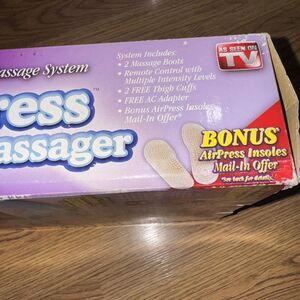 assage System
ress™
assager
System Includes:
• 2 Massage Boots
• Remote Control with
Multiple Intensity Levels
• 2 FREE Thigh Cuffs
• FREE AC Adapter
• Bonus AirPress Insoles
Mail-In Offer*
AS SEEN ON
TV
BONUS*
AirPress Insoles
Mail-In Offer
*See back for details